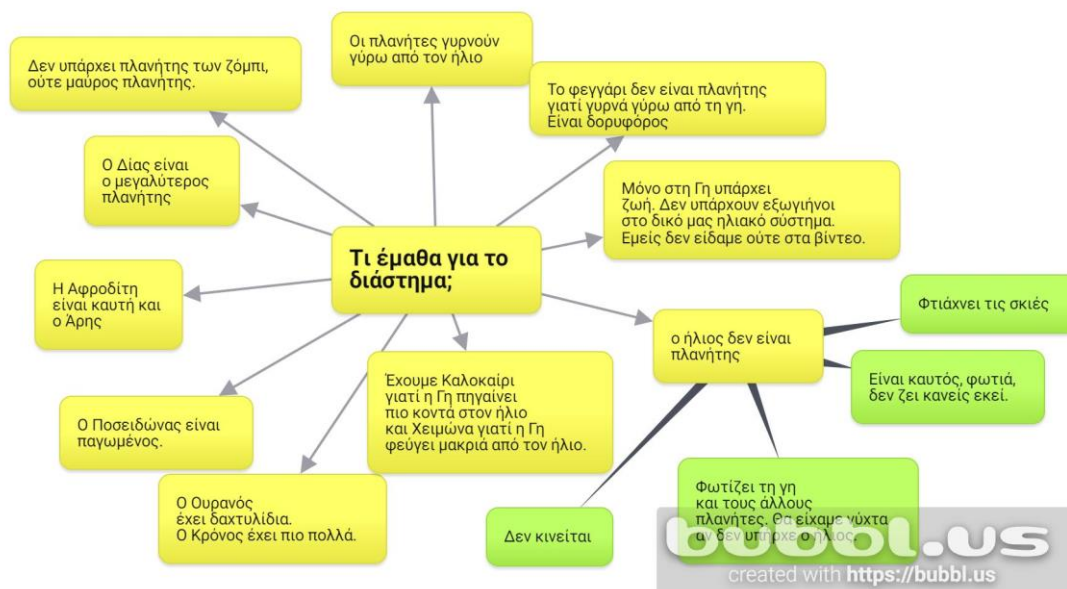 Δεν υπάρχει πλανήτης των ζόμπι,
ούτε μαύρος πλανήτης.
Οι πλανήτες γυρνούν
γύρω από τον ήλιο
Το φεγγάρι δεν είναι πλανήτης
γιατί γυρνά γύρω από τη γη.
Είναι δορυφόρος
Ο Δίας είναι
ο μεγαλύτερος
πλανήτης
Μόνο στη Γη υπάρχει
ζωή. Δεν υπάρχουν εξωγιήνοι
στο δικό μας ηλιακό σύστημα.
Εμείς δεν είδαμε ούτε στα βίντεο.
Τι έμαθα για το
διάστημα;
Η Αφροδίτη
είναι καυτή και
ο Άρης
Φτιάχνει τις σκιές
ο ήλιος δεν είναι
πλανήτης
Είναι καυτός, φωτιά,
δεν ζει κανείς εκεί.
Έχουμε Καλοκαίρι
γιατί η Γη πηγαίνει
πιο κοντά στον ήλιο
και Χειμώνα γιατί η Γη
φεύγει μακριά από τον ήλιο.
Ο Ποσειδώνας είναι
παγωμένος.
Ο Ουρανός
έχει δαχτυλίδια.
Ο Κρόνος έχει πιο πολλά.
Δεν κινείται
Φωτίζει τη γη
και τους άλλους
πλανήτες. Θα είχαμε νύχτα
αν δεν υπήρχε ο ήλιος.
bubbl.us
created with https://bubbl.us